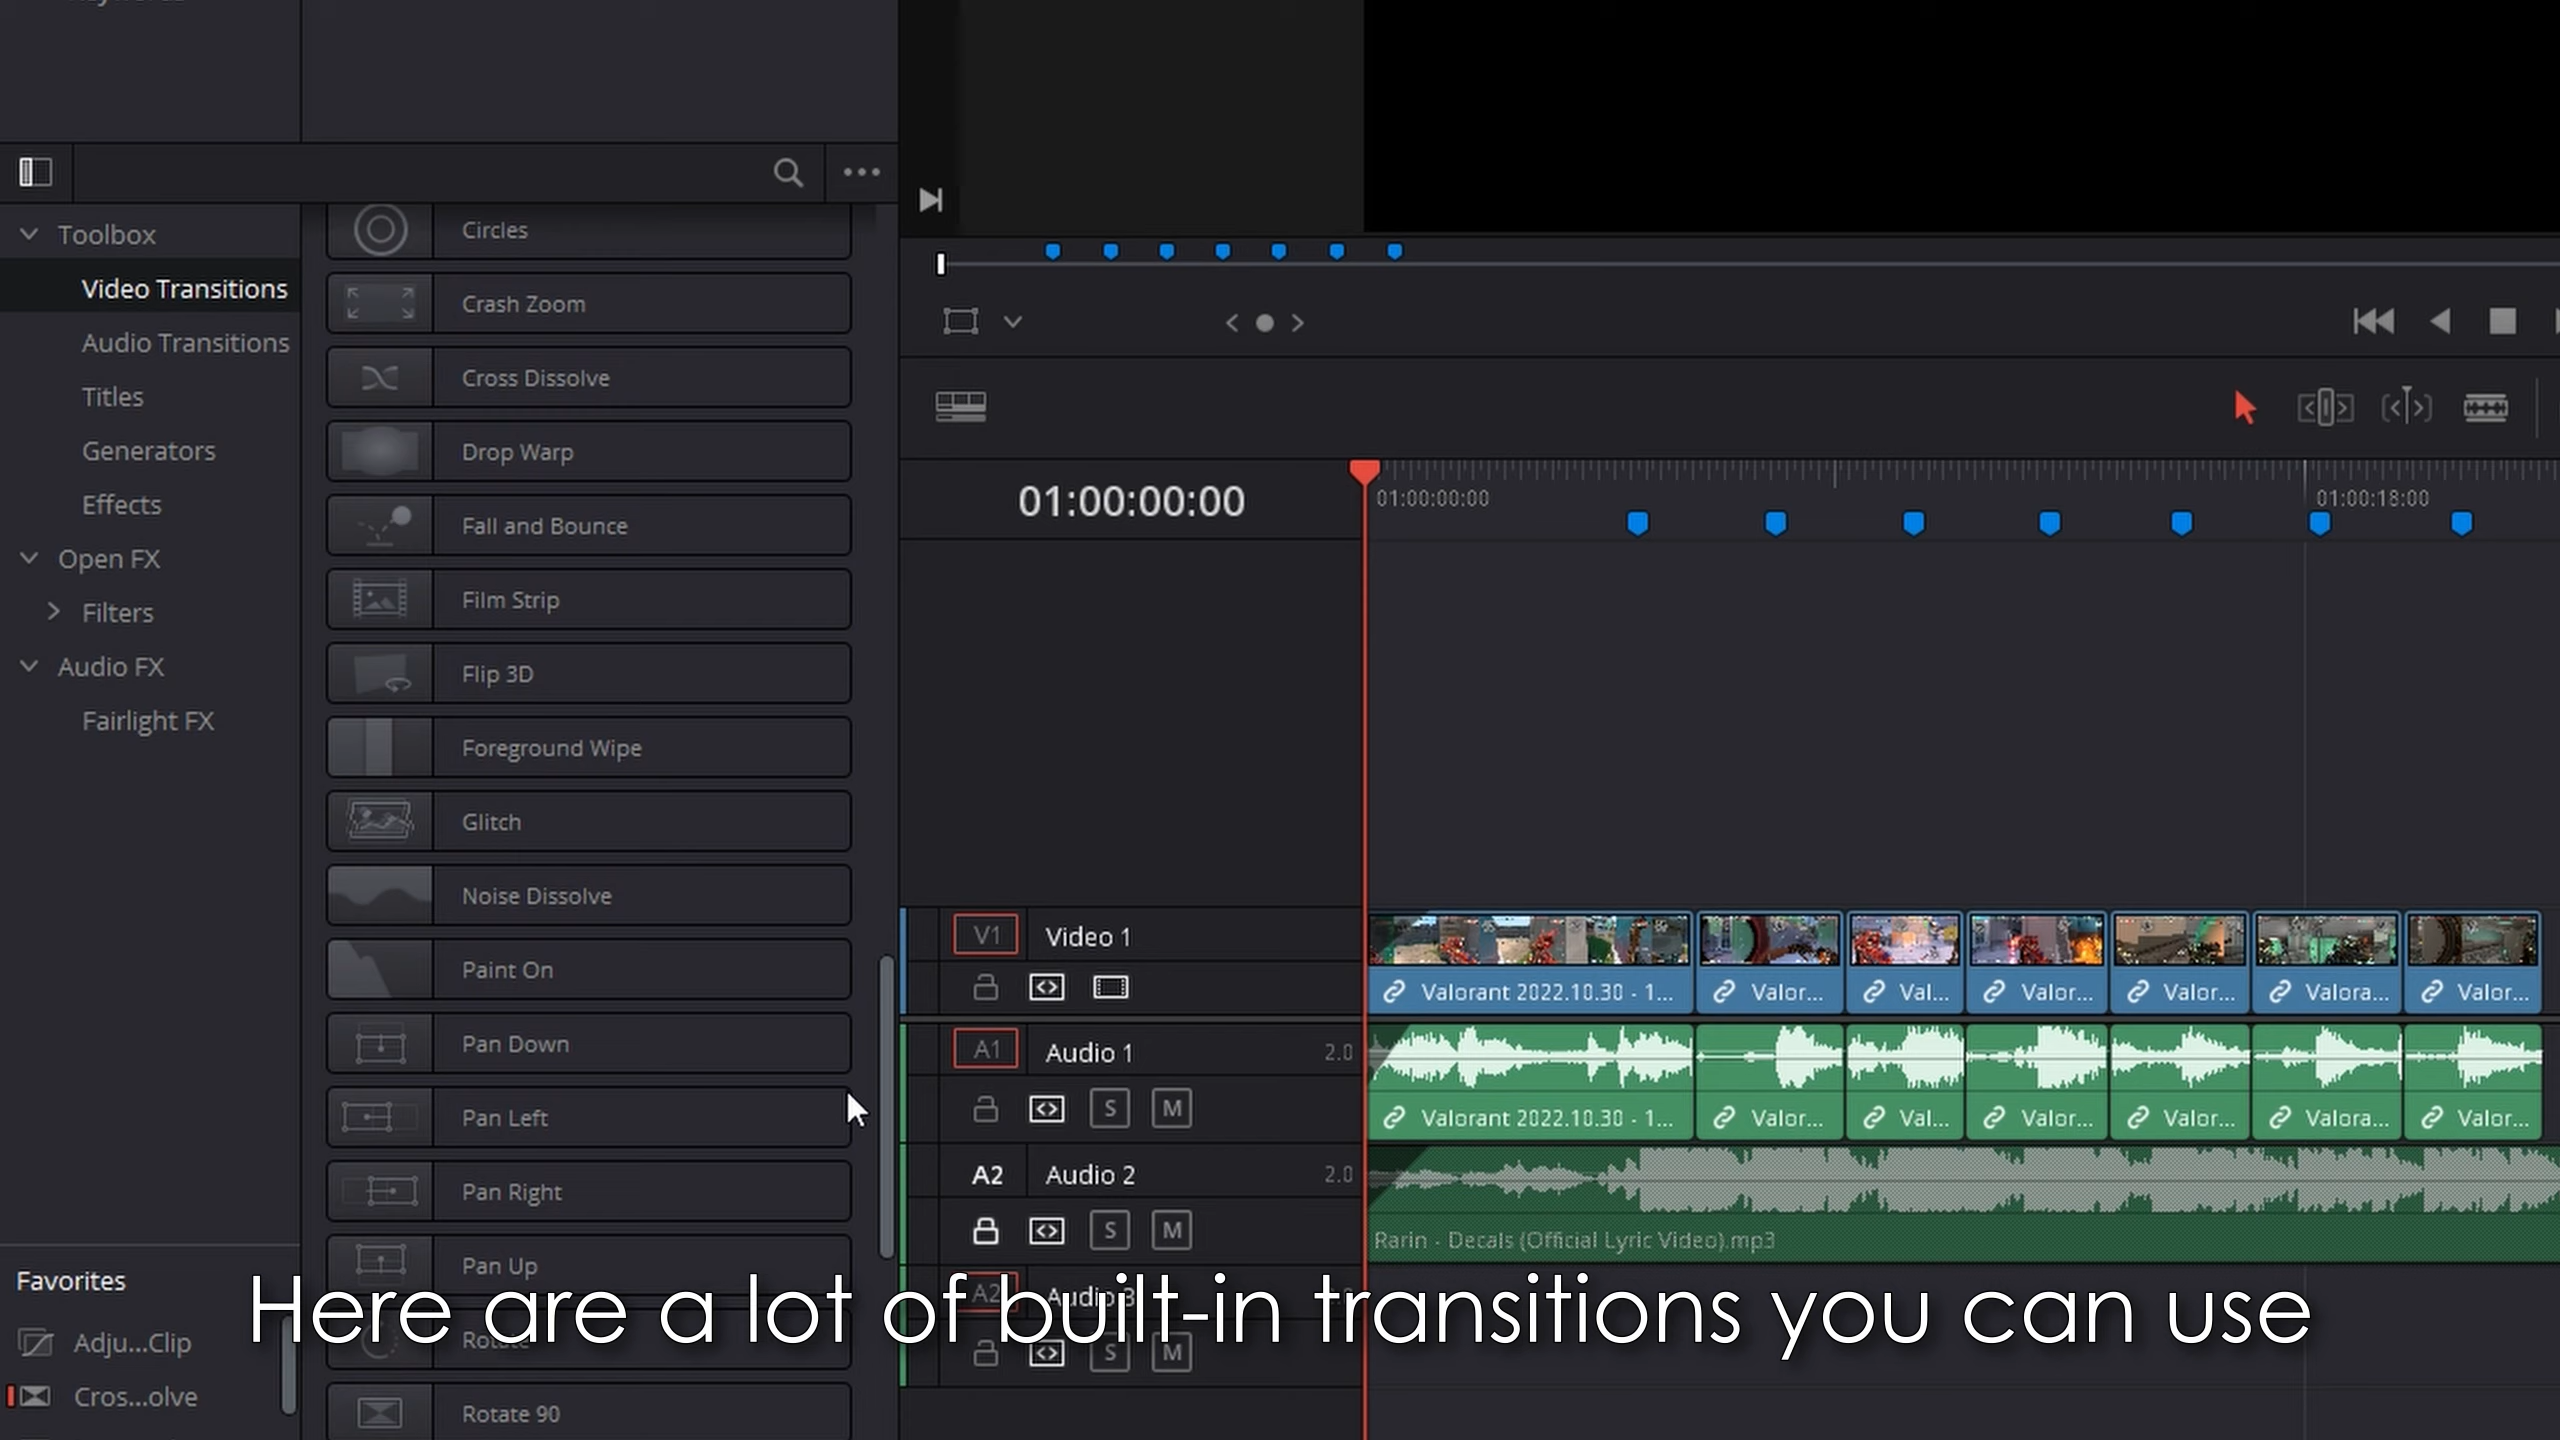 Toolbox
Video Transitions
Audio Transitions
Titles
Generators
Effects
Open FX
Filters
Audio FX
Fairlight FX
Favorites
Adju...Clip
Cros...olve
Circles
Crash Zoom
Cross Dissolve
Drop Warp
Fall and Bounce
Film Strip
Flip 3D
Foreground Wipe
Glitch
Noise Dissolve
Paint On
Pan Down
Pan Left
Pan Right
Pan Up
Rotate
Rotate 90
01:00:00:00
01:00:00:00
01:00:18:00
V1 Video 1
Valorant 2022.10.30 - 1... Valor... Val... Valor... Valor... Valora... Valor...
A1 Audio 1 2.0
S M
Valorant 2022.10.30 - 1... Valor... Val... Valor... Valor... Valora... Valor...
A2 Audio 2 2.0
S M
Rarin - Decals (Official Lyric Video).mp3
Audio 3
S M
Here are a lot of built-in transitions you can use